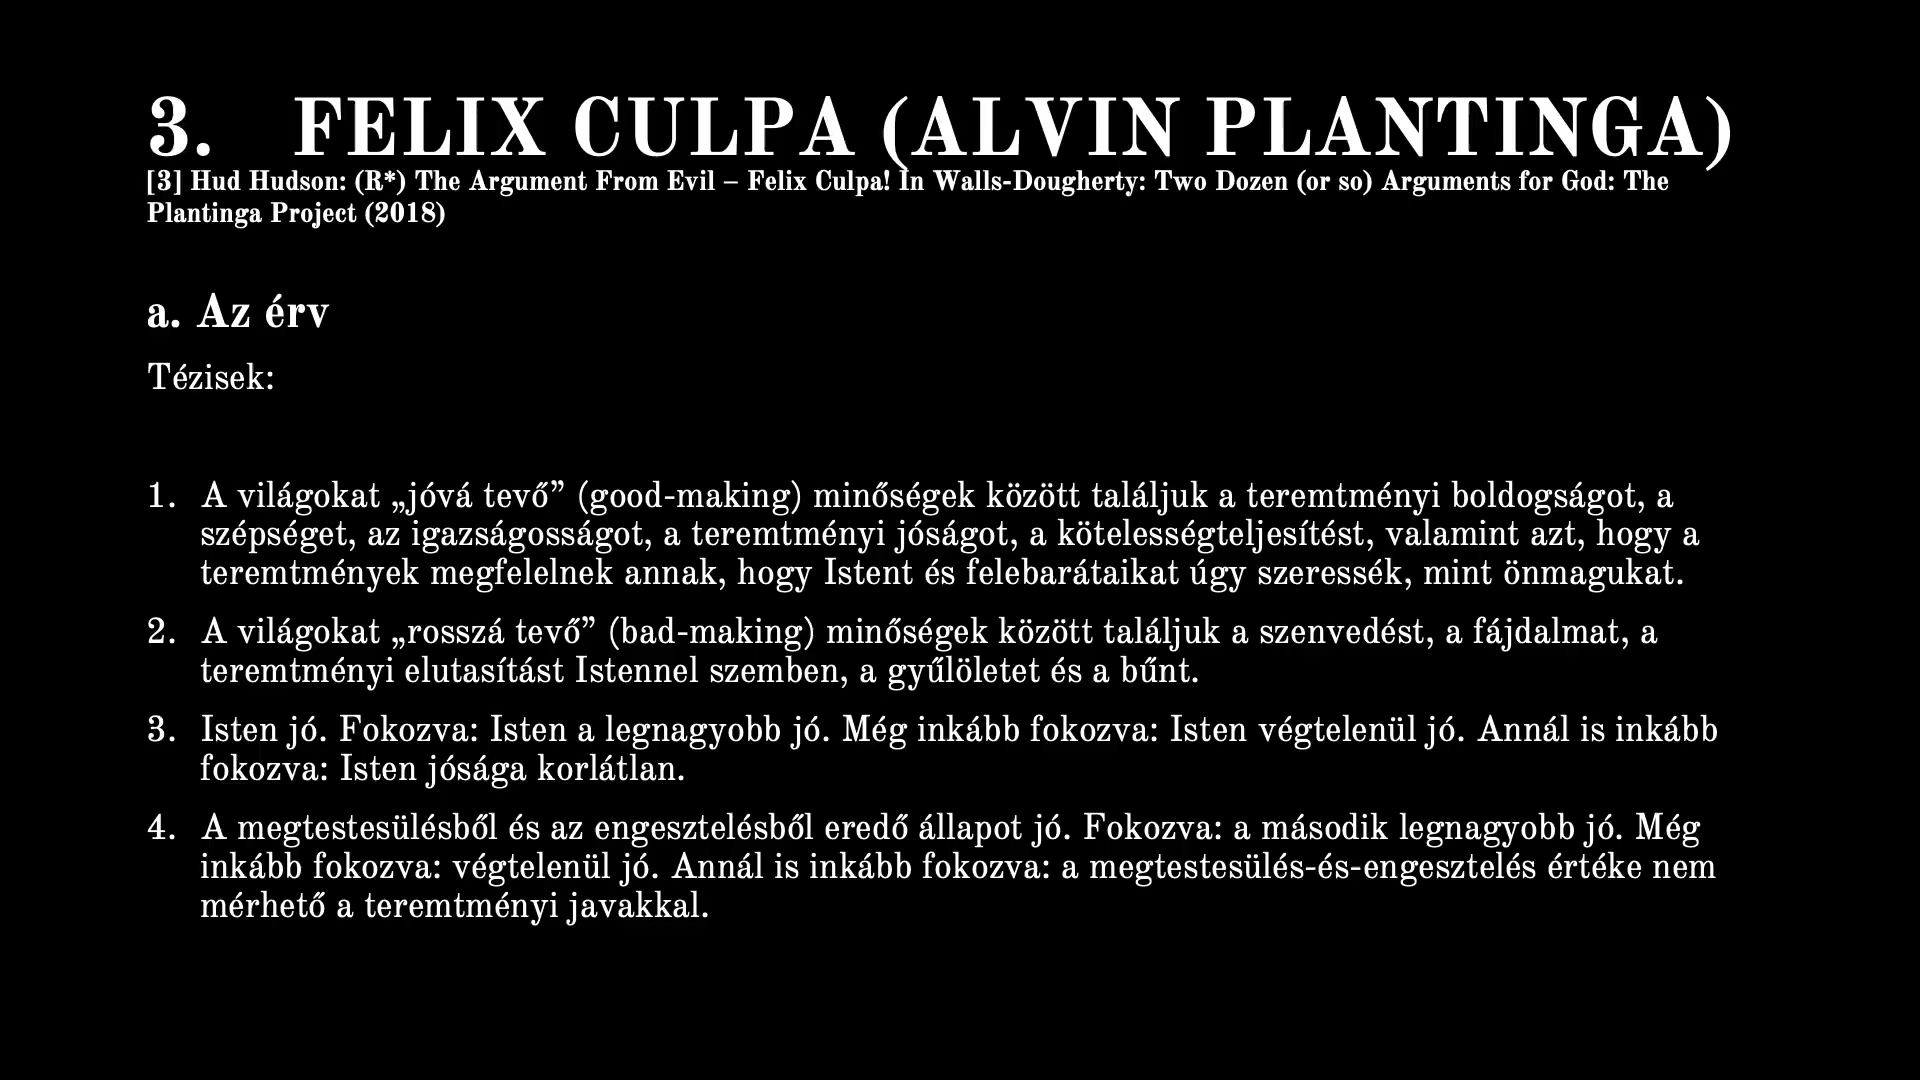 3. FELIX CULPA (ALVIN PLANTINGA)
[3] Hud Hudson: (R*) The Argument From Evil – Felix Culpa! In Walls-Dougherty: Two Dozen (or so) Arguments for God: The
Plantinga Project (2018)
a. Az érv
Tézisek:
1. A világokat „jóvá tevő” (good-making) minőségek között találjuk a teremtményi boldogságot, a
szépséget, az igazságosságot, a teremtményi jóságot, a kötelességteljesítést, valamint azt, hogy a
teremtmények megfelelnek annak, hogy Istent és felebarátaikat úgy szeressék, mint önmagukat.
2. A világokat „rosszá tevő” (bad-making) minőségek között találjuk a szenvedést, a fájdalmat, a
teremtményi elutasítást Istennel szemben, a gyűlöletet és a bűnt.
3. Isten jó. Fokozva: Isten a legnagyobb jó. Még inkább fokozva: Isten végtelenül jó. Annál is inkább
fokozva: Isten jósága korlátlan.
4. A megtestesülésből és az engesztelésből eredő állapot jó. Fokozva: a második legnagyobb jó. Még
inkább fokozva: végtelenül jó. Annál is inkább fokozva: a megtestesülés-és-engesztelés értéke nem
mérhető a teremtményi javakkal.